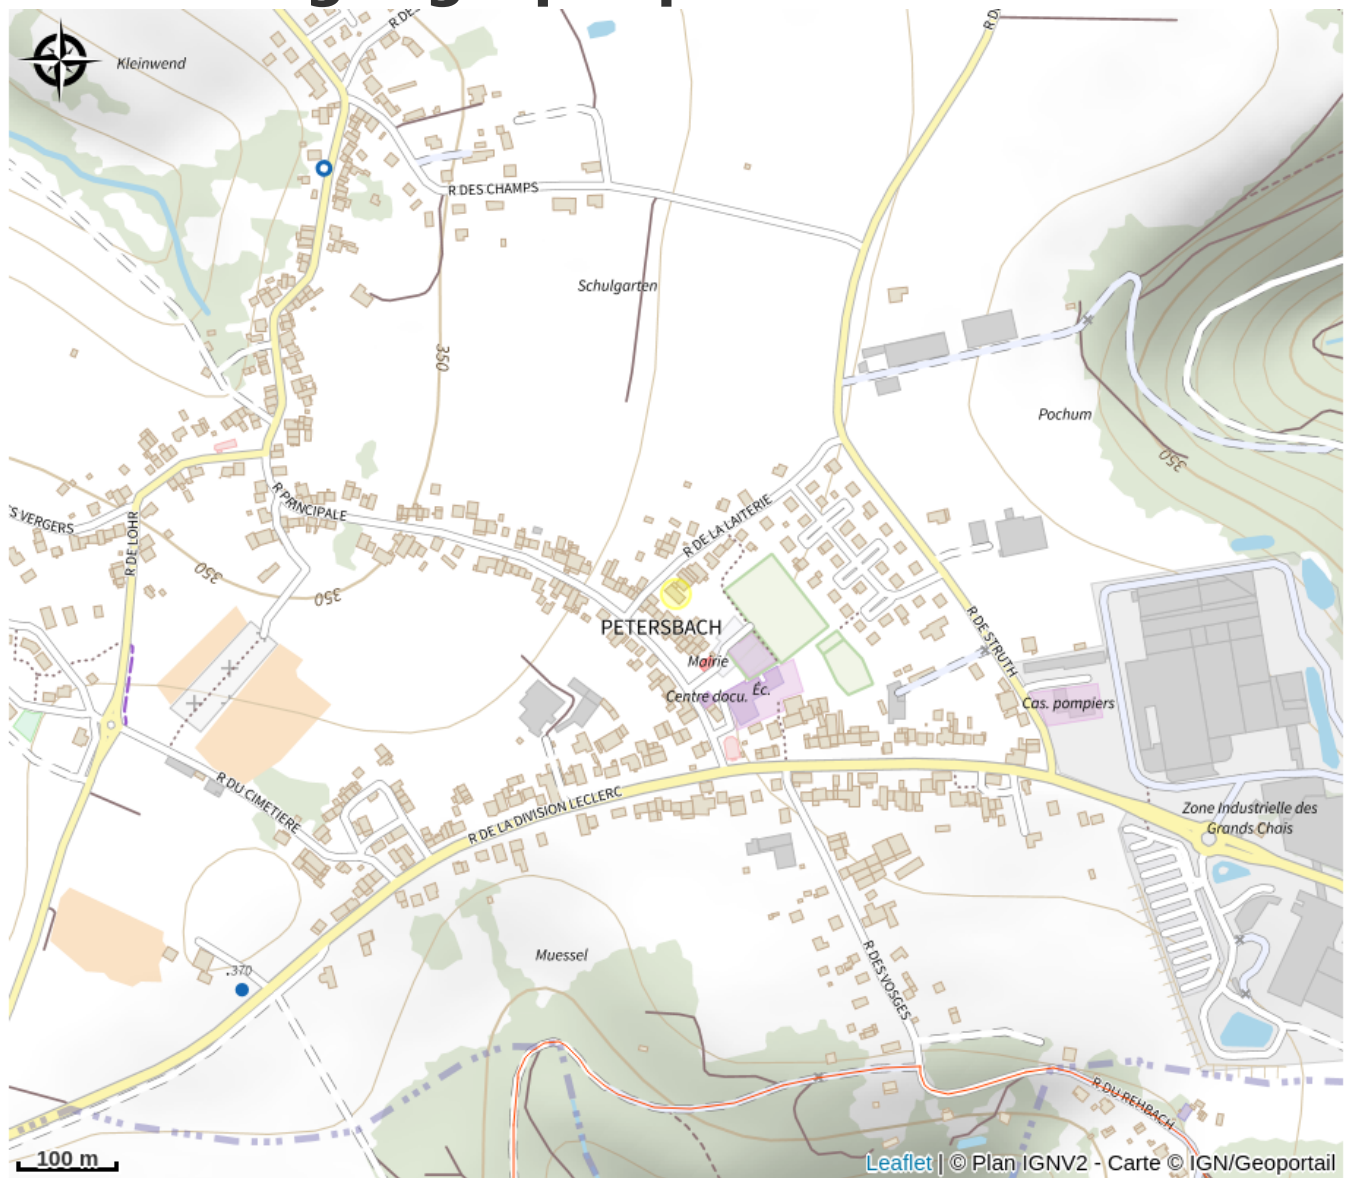 Kleinwend
R DES CHAMPS
Schulgarten
350
Pochum
350
R PRINCIPALE
S VERGERS
R DE LOHR
R DE LA LAITERIE
350
350
PETERSBACH
R DE STRUTH
Mairie
Centre docu.
Éc.
Cas. pompiers
R DU CIMETIERE
R DE LA DIVISION LECLERC
Zone Industrielle des
Grands Chais
Muessel
.370
R DES VOSGES
R DU REHBACH
100 m
Leaflet | © Plan IGNV2 - Carte © IGN/Geoportail